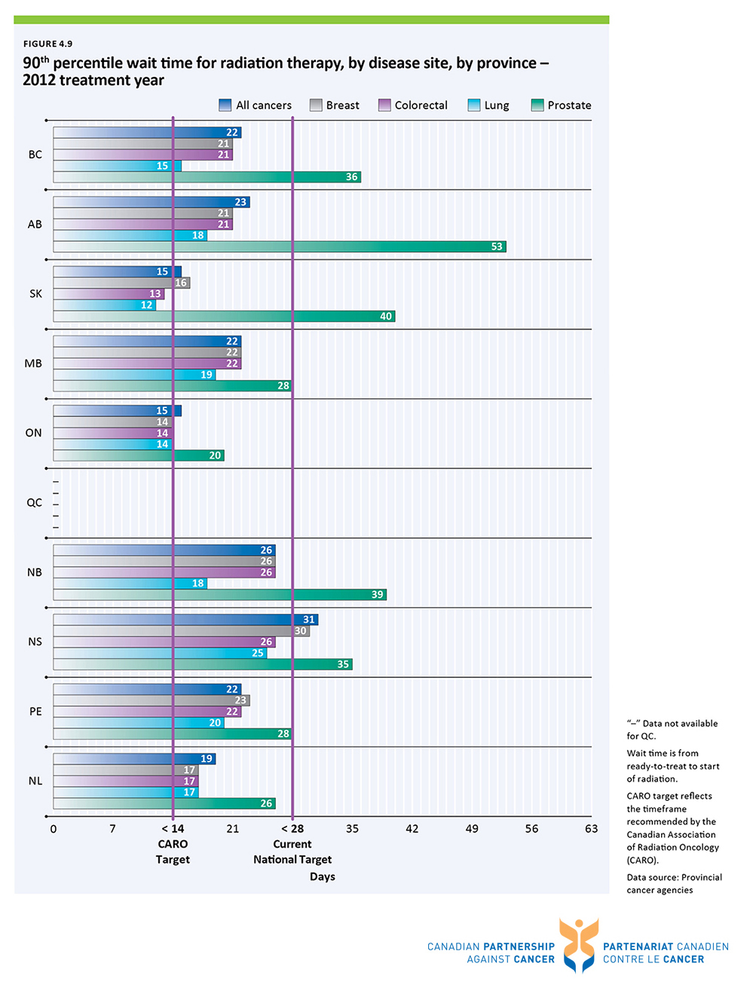 FIGURE 4.9
90th percentile wait time for radiation therapy, by disease site, by province –
2012 treatment year
All cancers Breast Colorectal Lung Prostate
BC
22
21
21
15
36
AB
23
21
21
18
53
SK
15
16
13
12
40
MB
22
22
22
19
28
ON
15
14
14
14
20
QC
–
–
–
–
–
NB
26
26
26
18
39
NS
31
30
26
25
35
PE
22
23
22
20
28
NL
19
17
17
17
26
0 7 < 14 21 < 28 35 42 49 56 63
CARO Current
Target National Target
Days
“–” Data not available
for QC.
Wait time is from
ready-to-treat to start
of radiation.
CARO target reflects
the timeframe
recommended by the
Canadian Association
of Radiation Oncology
(CARO).
Data source: Provincial
cancer agencies
CANADIAN PARTNERSHIP
AGAINST CANCER
PARTENARIAT CANADIEN
CONTRE LE CANCER